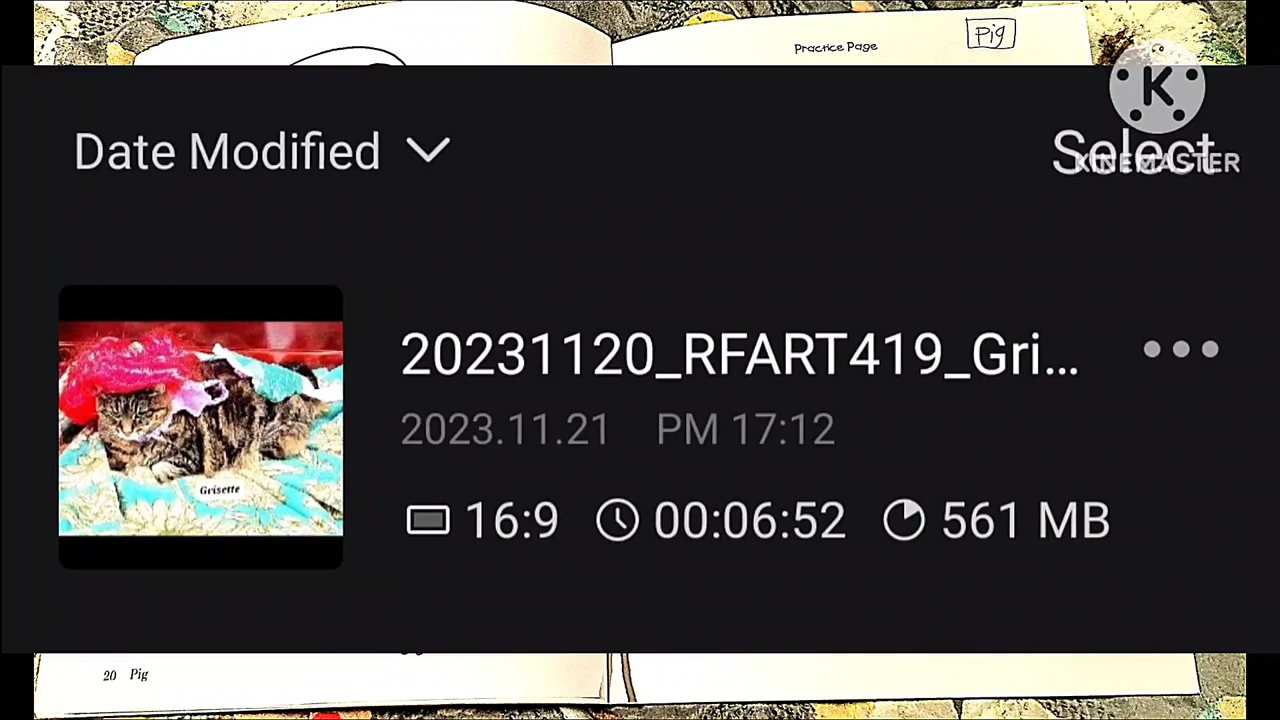 Practice Page
Pig
K
KINEMASTER
Date Modified
Select
20231120_RFART419_Gri...
2023.11.21 PM 17:12
Grisette
16:9 00:06:52 561 MB
20 Pig